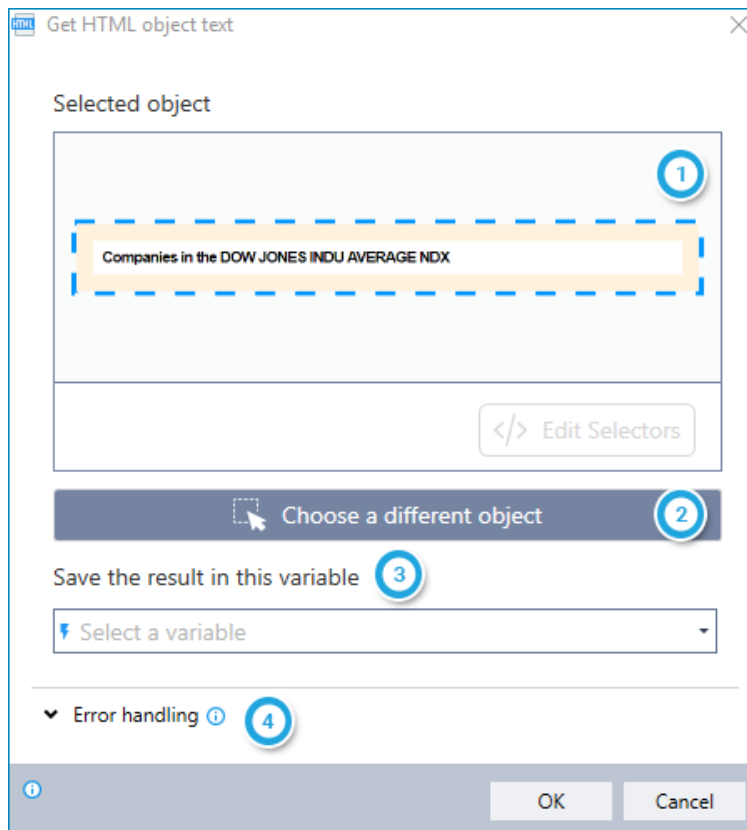 HTML Get HTML object text
Selected object
1
Companies in the DOW JONES INDU AVERAGE NDX
</> Edit Selectors
Choose a different object 2
Save the result in this variable 3
Select a variable
Error handling 4
OK Cancel